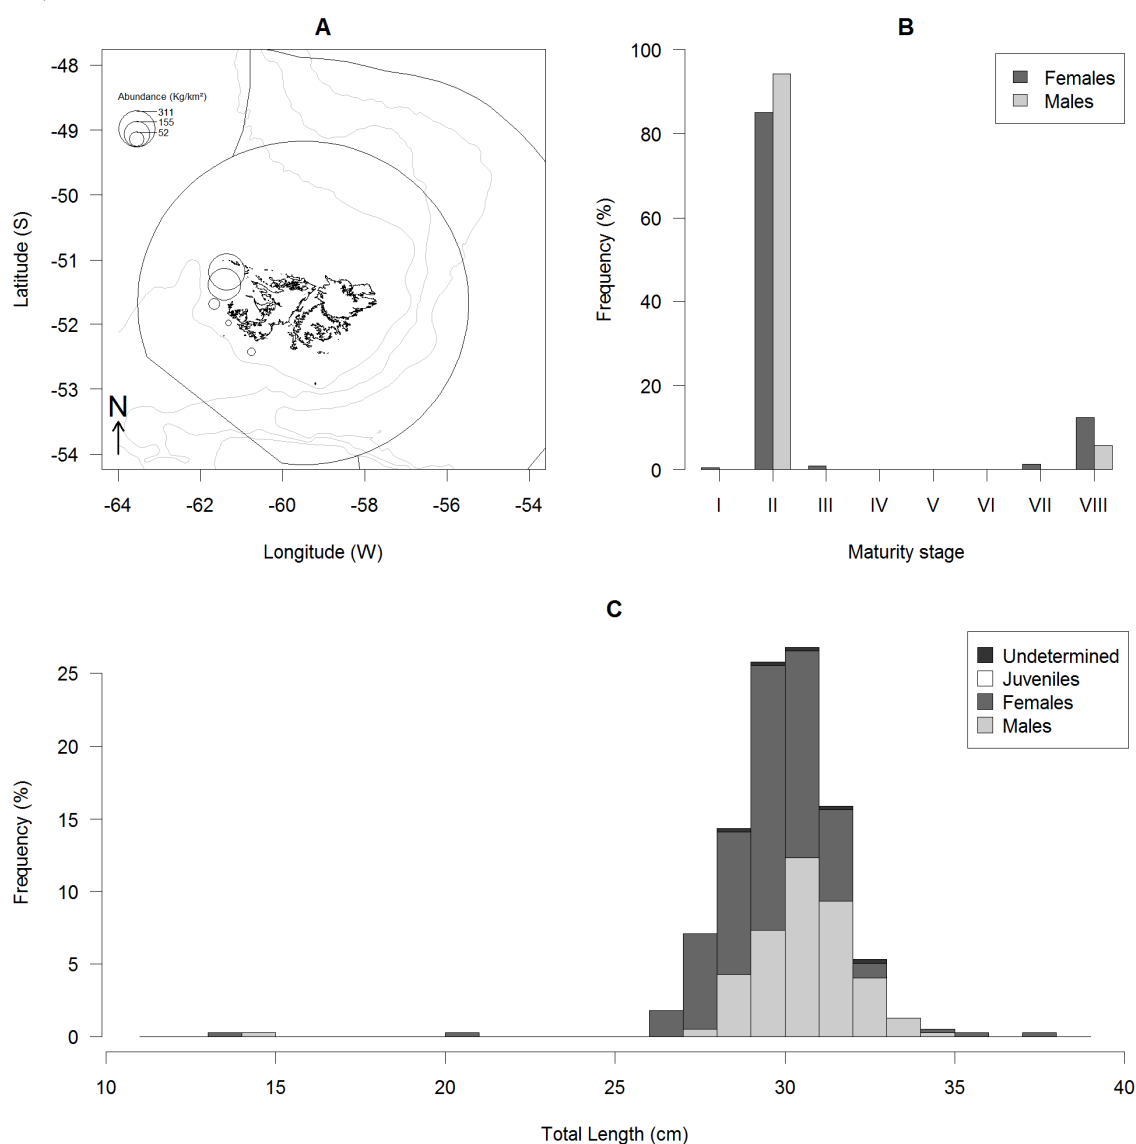 A
-48
-49
-50
-51
-52
-53
-54
Latitude (S)
Abundance (Kg/km²)
311
155
52
N
-64
-62
-60
-58
-56
-54
Longitude (W)
B
100
80
60
40
20
0
Frequency (%)
Females
Males
I
II
III
IV
V
VI
VII
VIII
Maturity stage
C
25
20
15
10
5
0
Frequency (%)
Undetermined
Juveniles
Females
Males
10
15
20
25
30
35
40
Total Length (cm)